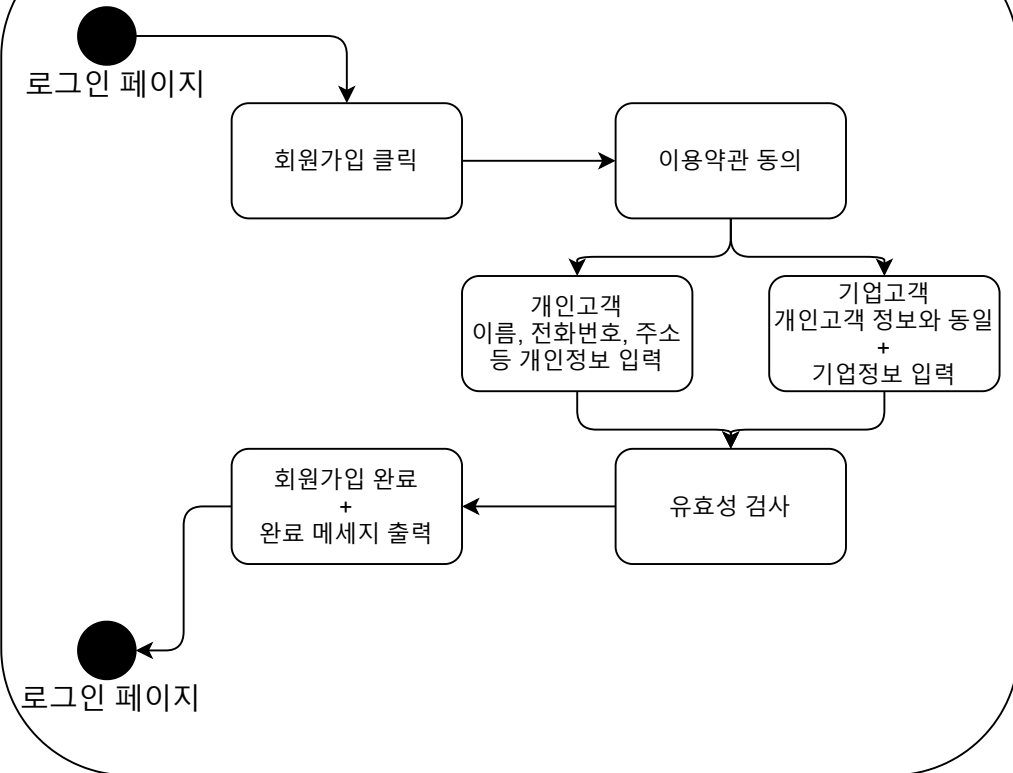 로그인 페이지
회원가입 클릭
이용약관 동의
개인고객
이름, 전화번호, 주소
등 개인정보 입력
기업고객
개인고객 정보와 동일
+
기업정보 입력
유효성 검사
회원가입 완료
+
완료 메세지 출력
로그인 페이지